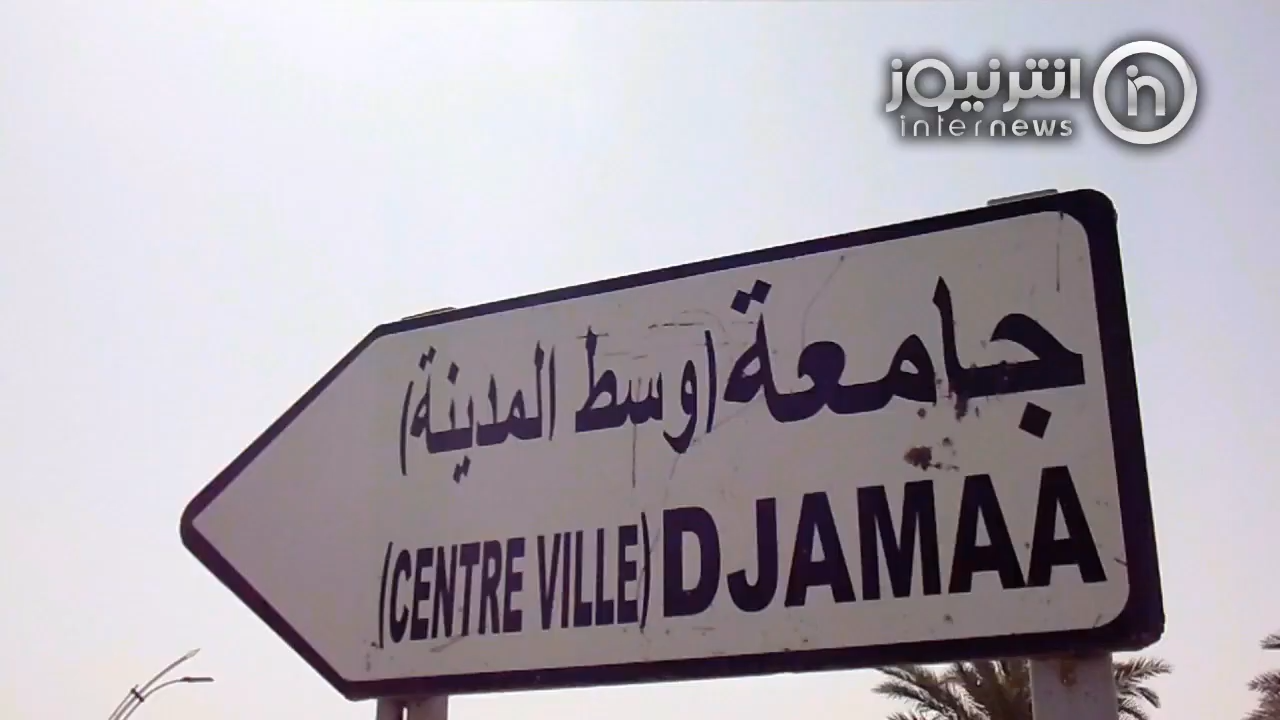 انترنيوز
internews
جامعة (وسط المدينة)
(CENTRE VILLE) DJAMAA